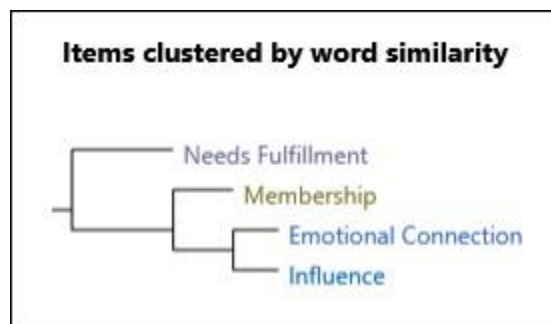 Items clustered by word similarity
Needs Fulfillment
Membership
Emotional Connection
Influence